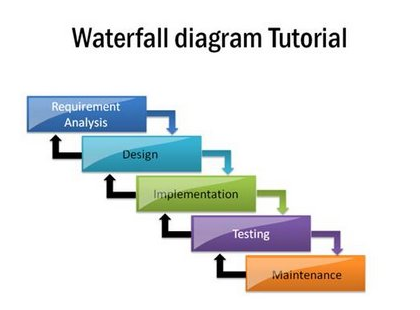 Waterfall diagram Tutorial
Requirement
Analysis
Design
Implementation
Testing
Maintenance